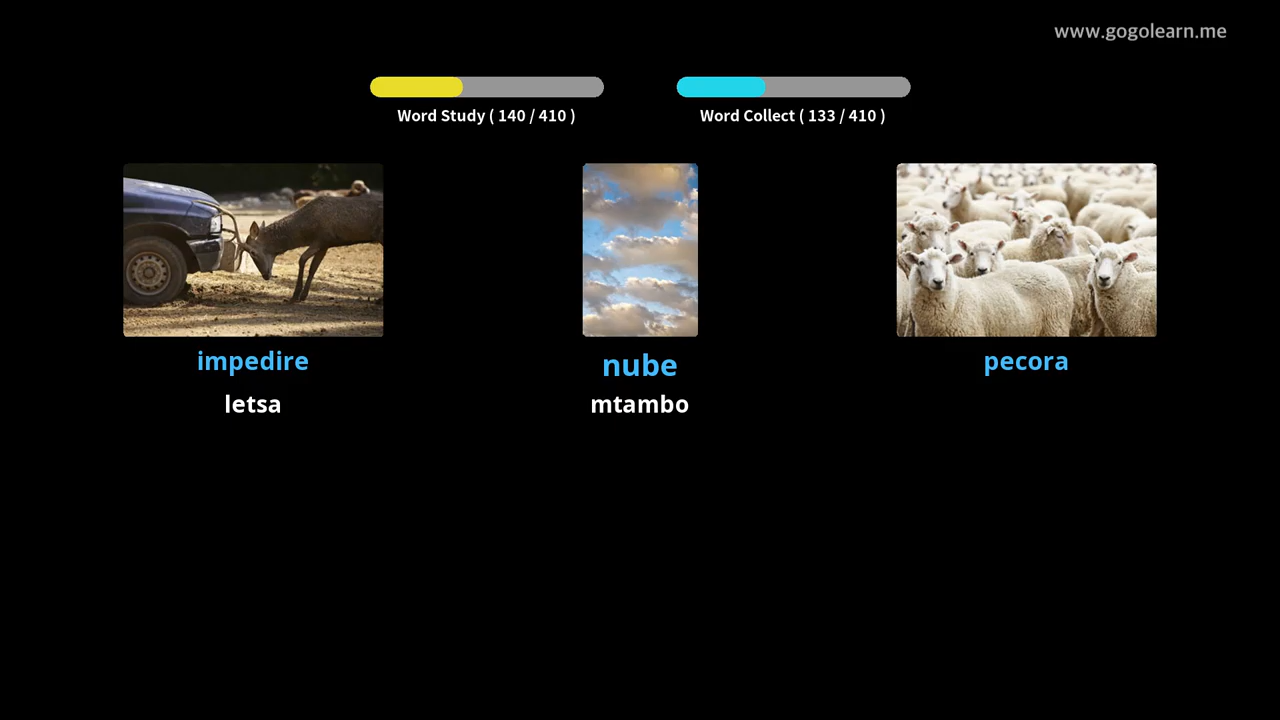 www.gogolearn.me
Word Study ( 140 / 410 )
Word Collect ( 133 / 410 )
impedire
letsa
nube
mtambo
pecora